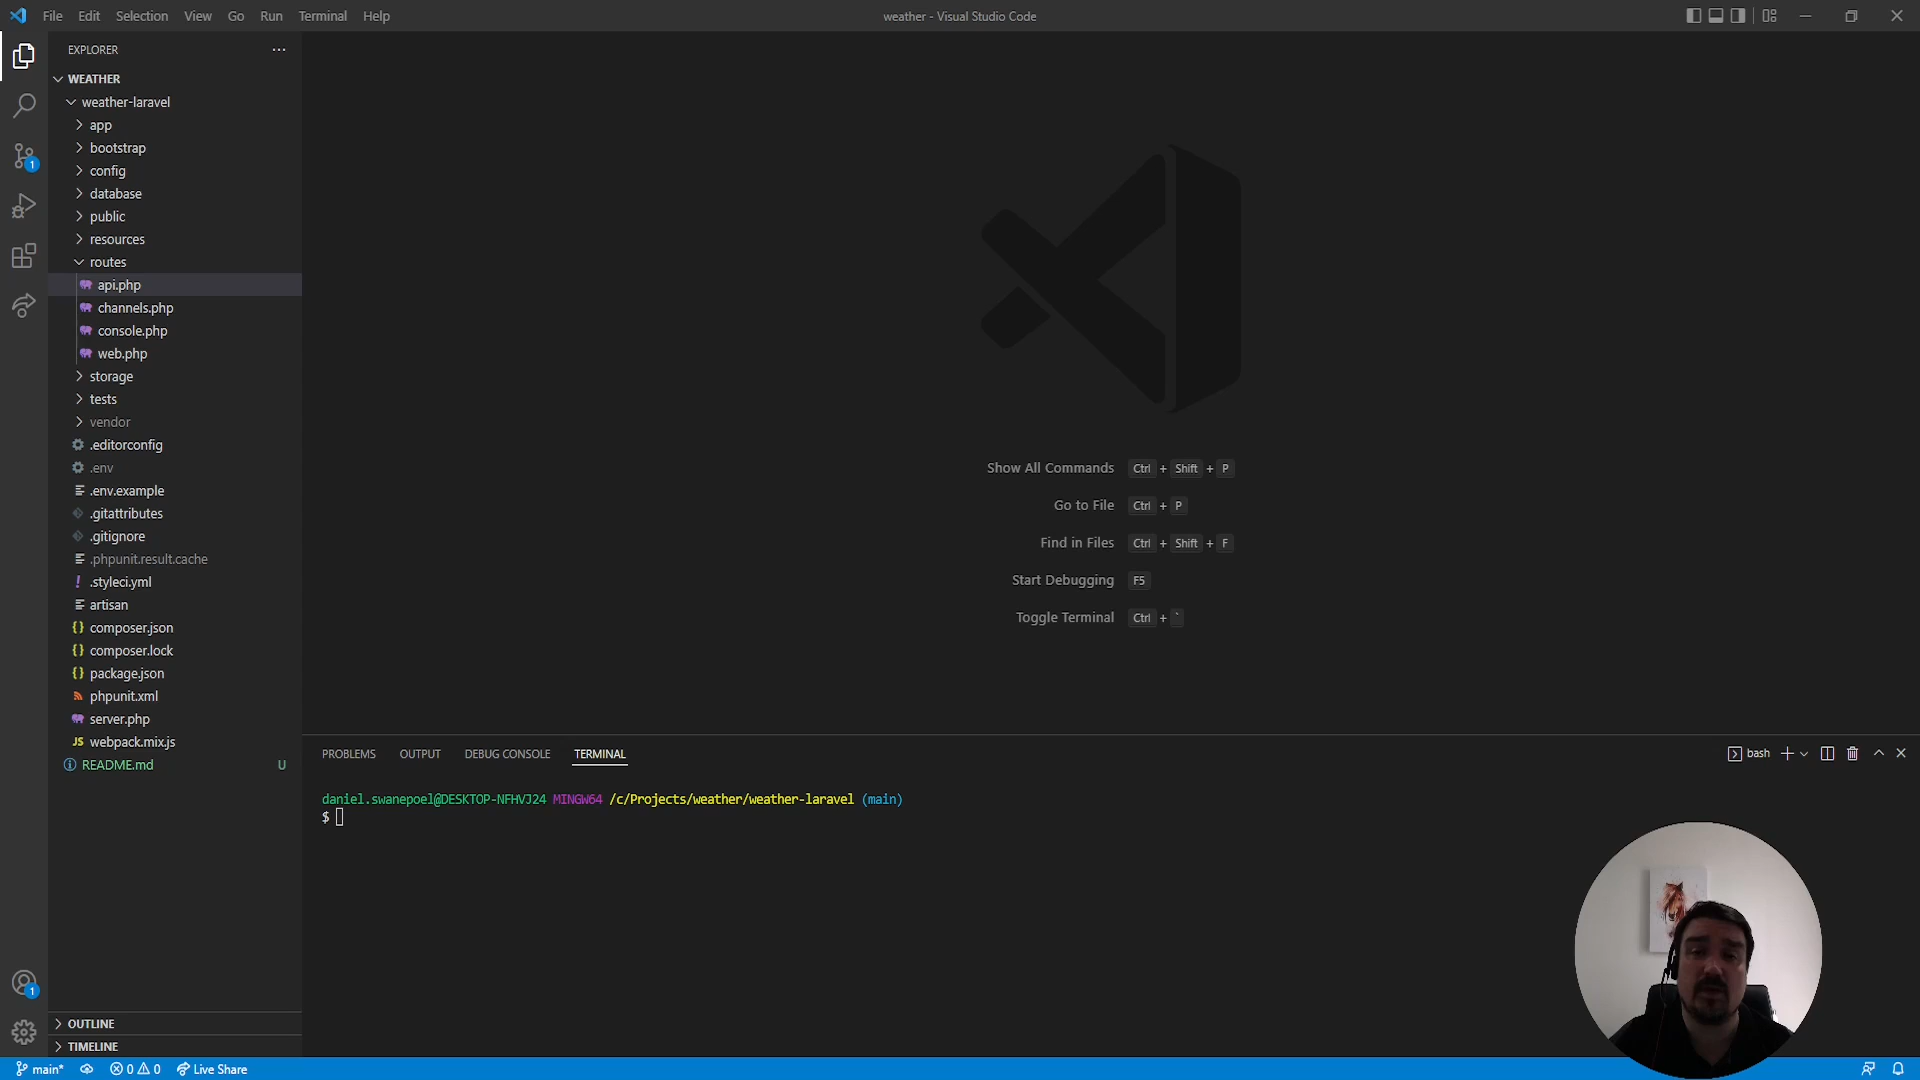 File Edit Selection View Go Run Terminal Help
weather - Visual Studio Code
EXPLORER
WEATHER
weather-laravel
app
bootstrap
config
database
public
resources
routes
api.php
channels.php
console.php
web.php
storage
tests
vendor
.editorconfig
.env
.env.example
.gitattributes
.gitignore
.phpunit.result.cache
.styleci.yml
artisan
composer.json
composer.lock
package.json
phpunit.xml
server.php
JS webpack.mix.js
README.md U
OUTLINE
TIMELINE
1
1
Show All Commands Ctrl + Shift + P
Go to File Ctrl + P
Find in Files Ctrl + Shift + F
Start Debugging F5
Toggle Terminal Ctrl + `
PROBLEMS OUTPUT DEBUG CONSOLE TERMINAL
bash
daniel.swanepoel@DESKTOP-NFHVJ24 MINGW64 /c/Projects/weather/weather-laravel (main)
$
main* 0 0 Live Share